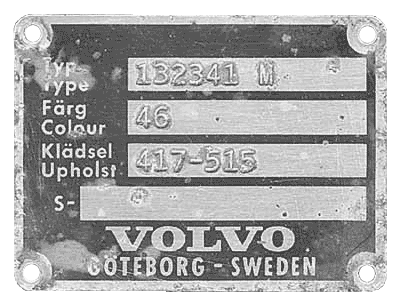 Typ 132341 M
Type
Färg 46
Colour
Klädsel 417-515
Upholst
S-
VOLVO
GÖTEBORG - SWEDEN